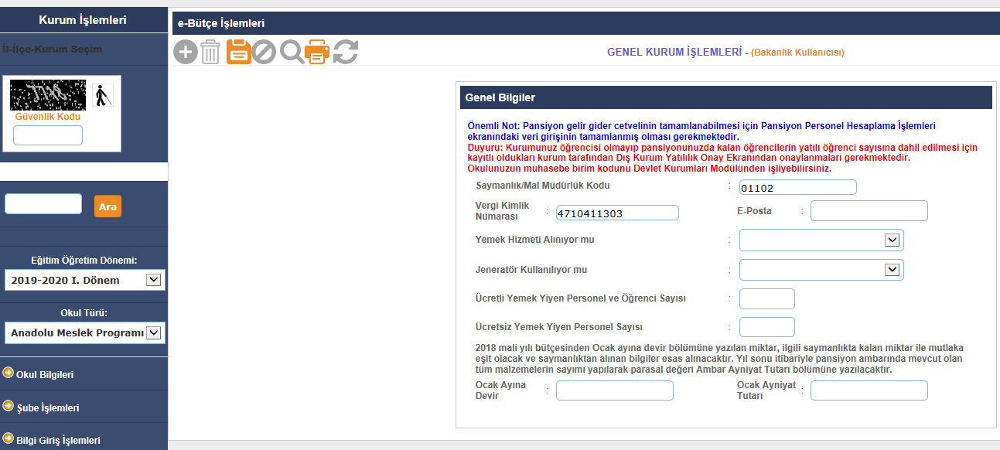 Kurum İşlemleri
İl-İlçe-Kurum Seçim
Güvenlik Kodu
Ara
Eğitim Öğretim Dönemi:
2019-2020 I. Dönem
Okul Türü:
Anadolu Meslek Programı
Okul Bilgileri
Şube İşlemleri
Bilgi Giriş İşlemleri
e-Bütçe İşlemleri
GENEL KURUM İŞLEMLERİ - (Bakanlık Kullanıcısı)
Genel Bilgiler
Önemli Not: Pansiyon gelir gider cetvelinin tamamlanabilmesi için Pansiyon Personel Hesaplama İşlemleri
ekranındaki veri girişinin tamamlanmış olması gerekmektedir.
Duyuru: Kurumunuz öğrencisi olmayıp pansiyonunuzda kalan öğrencilerin yatılı öğrenci sayısına dahil edilmesi için
kayıtlı oldukları kurum tarafından Dış Kurum Yatılılık Onay Ekranından onaylanmaları gerekmektedir.
Okulunuzun muhasebe birim kodunu Devlet Kurumları Modülünden işliyebilirsiniz.
Saymanlık/Mal Müdürlük Kodu : 01102
Vergi Kimlik
Numarası : 4710411303 E-Posta :
Yemek Hizmeti Alınıyor mu :
Jeneratör Kullanılıyor mu :
Ücretli Yemek Yiyen Personel ve Öğrenci Sayısı :
Ücretsiz Yemek Yiyen Personel Sayısı :
2018 mali yılı bütçesinden Ocak ayına devir bölümüne yazılan miktar, ilgili saymanlıkta kalan miktar ile mutlaka
eşit olacak ve saymanlıktan alınan bilgiler esas alınacaktır. Yıl sonu itibariyle pansiyon ambarında mevcut olan
tüm malzemelerin sayımı yapılarak parasal değeri Ambar Ayniyat Tutarı bölümüne yazılacaktır.
Ocak Ayına
Devir :
Ocak Ayniyat
Tutarı :